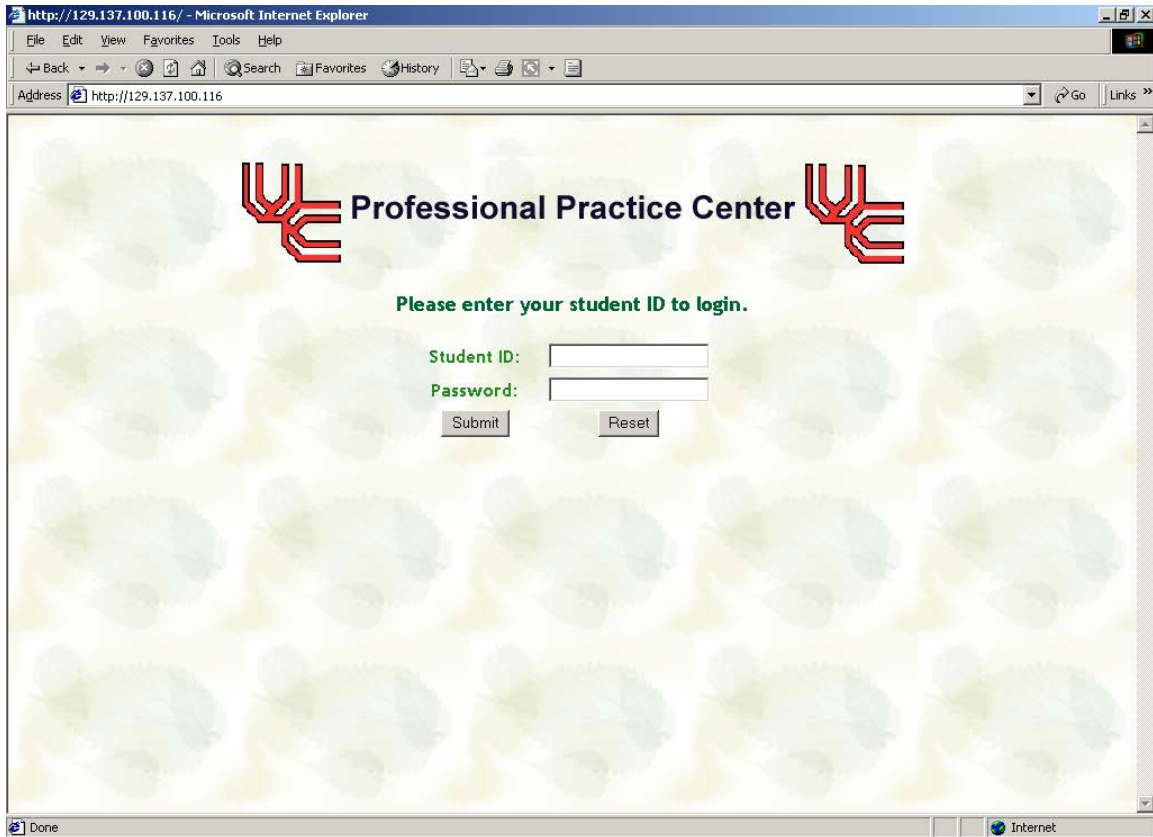 http://129.137.100.116/ - Microsoft Internet Explorer
File Edit View Favorites Tools Help
Back Search Favorites History
Address http://129.137.100.116 Go Links »
UC Professional Practice Center UC
Please enter your student ID to login.
Student ID:
Password:
Submit Reset
Done Internet